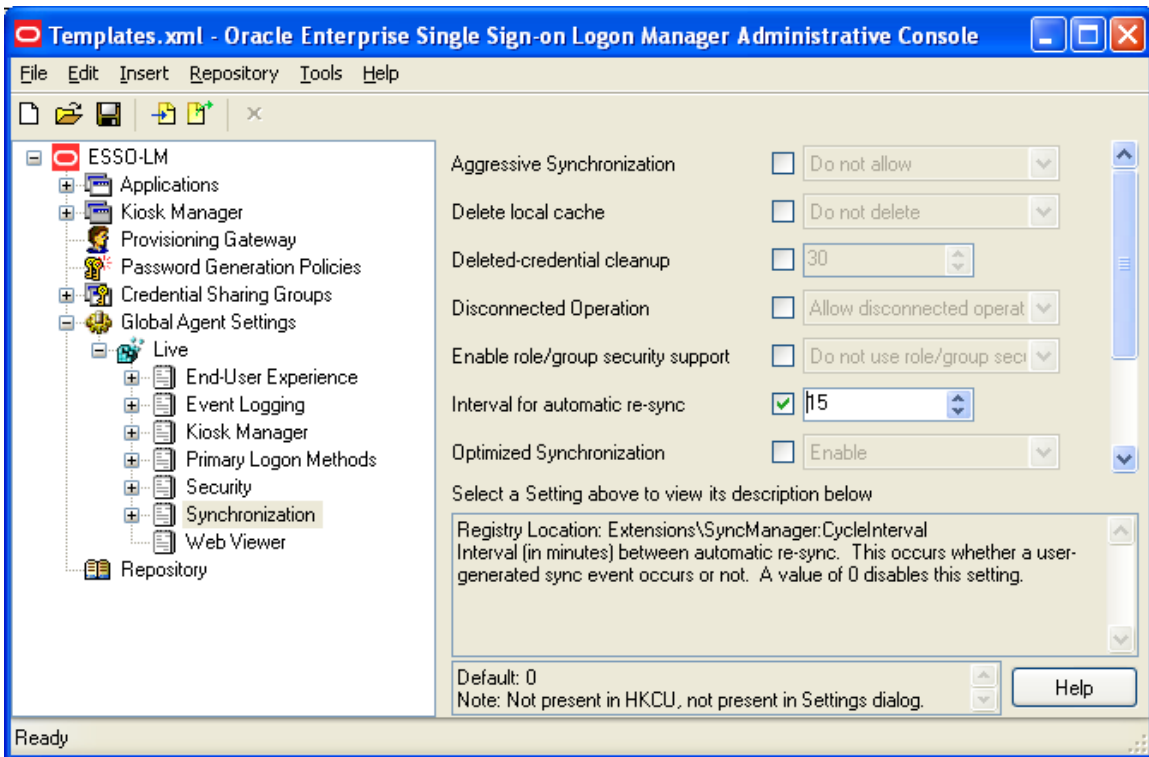 Templates.xml - Oracle Enterprise Single Sign-on Logon Manager Administrative Console
File Edit Insert Repository Tools Help
ESSO-LM
Applications
Kiosk Manager
Provisioning Gateway
Password Generation Policies
Credential Sharing Groups
Global Agent Settings
Live
End-User Experience
Event Logging
Kiosk Manager
Primary Logon Methods
Security
Synchronization
Web Viewer
Repository
Aggressive Synchronization Do not allow
Delete local cache Do not delete
Deleted-credential cleanup 30
Disconnected Operation Allow disconnected operat
Enable role/group security support Do not use role/group secu
Interval for automatic re-sync 15
Optimized Synchronization Enable
Select a Setting above to view its description below
Registry Location: Extensions\SyncManager:CycleInterval
Interval (in minutes) between automatic re-sync. This occurs whether a user-
generated sync event occurs or not. A value of 0 disables this setting.
Default: 0
Note: Not present in HKCU, not present in Settings dialog.
Help
Ready